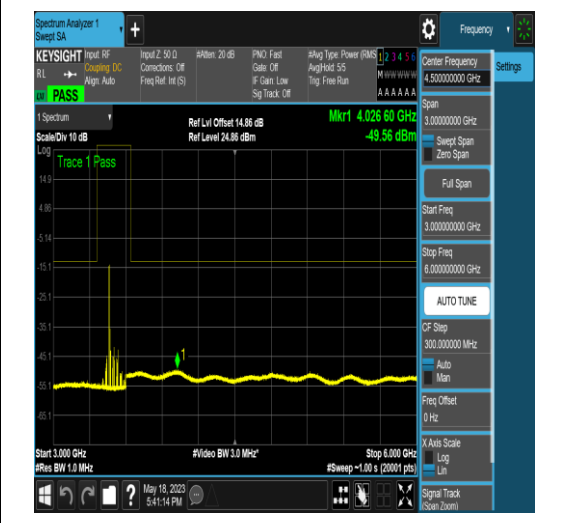 Spectrum Analyzer 1
Swept SA
+
Frequency
KEYSIGHT
RL
Input: RF
Coupling: DC
Align: Auto
Input Z: 50 Ω
Corrections: Off
Freq Ref: Int (S)
#Atten: 20 dB
PNO: Fast
Gate: Off
IF Gain: Low
Sig Track: Off
#Avg Type: Power (RMS
Avg|Hold: 5/5
Trig: Free Run
1 2 3 4 5 6
M W W W W W
A A A A A A
PASS
1 Spectrum
Scale/Div 10 dB
Ref Lvl Offset 14.86 dB
Ref Level 24.86 dBm
Mkr1 4.026 60 GHz
-49.56 dBm
Log
Trace 1 Pass
14.9
4.86
-5.14
-15.1
-25.1
-35.1
-45.1
-55.1
-65.1
1
Start 3.000 GHz
#Res BW 1.0 MHz
#Video BW 3.0 MHz*
Stop 6.000 GHz
#Sweep ~1.00 s (20001 pts)
May 18, 2023
5:41:14 PM
?
Center Frequency
4.500000000 GHz
Settings
Span
3.00000000 GHz
Swept Span
Zero Span
Full Span
Start Freq
3.000000000 GHz
Stop Freq
6.000000000 GHz
AUTO TUNE
CF Step
300.000000 MHz
Auto
Man
Freq Offset
0 Hz
X Axis Scale
Log
Lin
Signal Track
(Span Zoom)